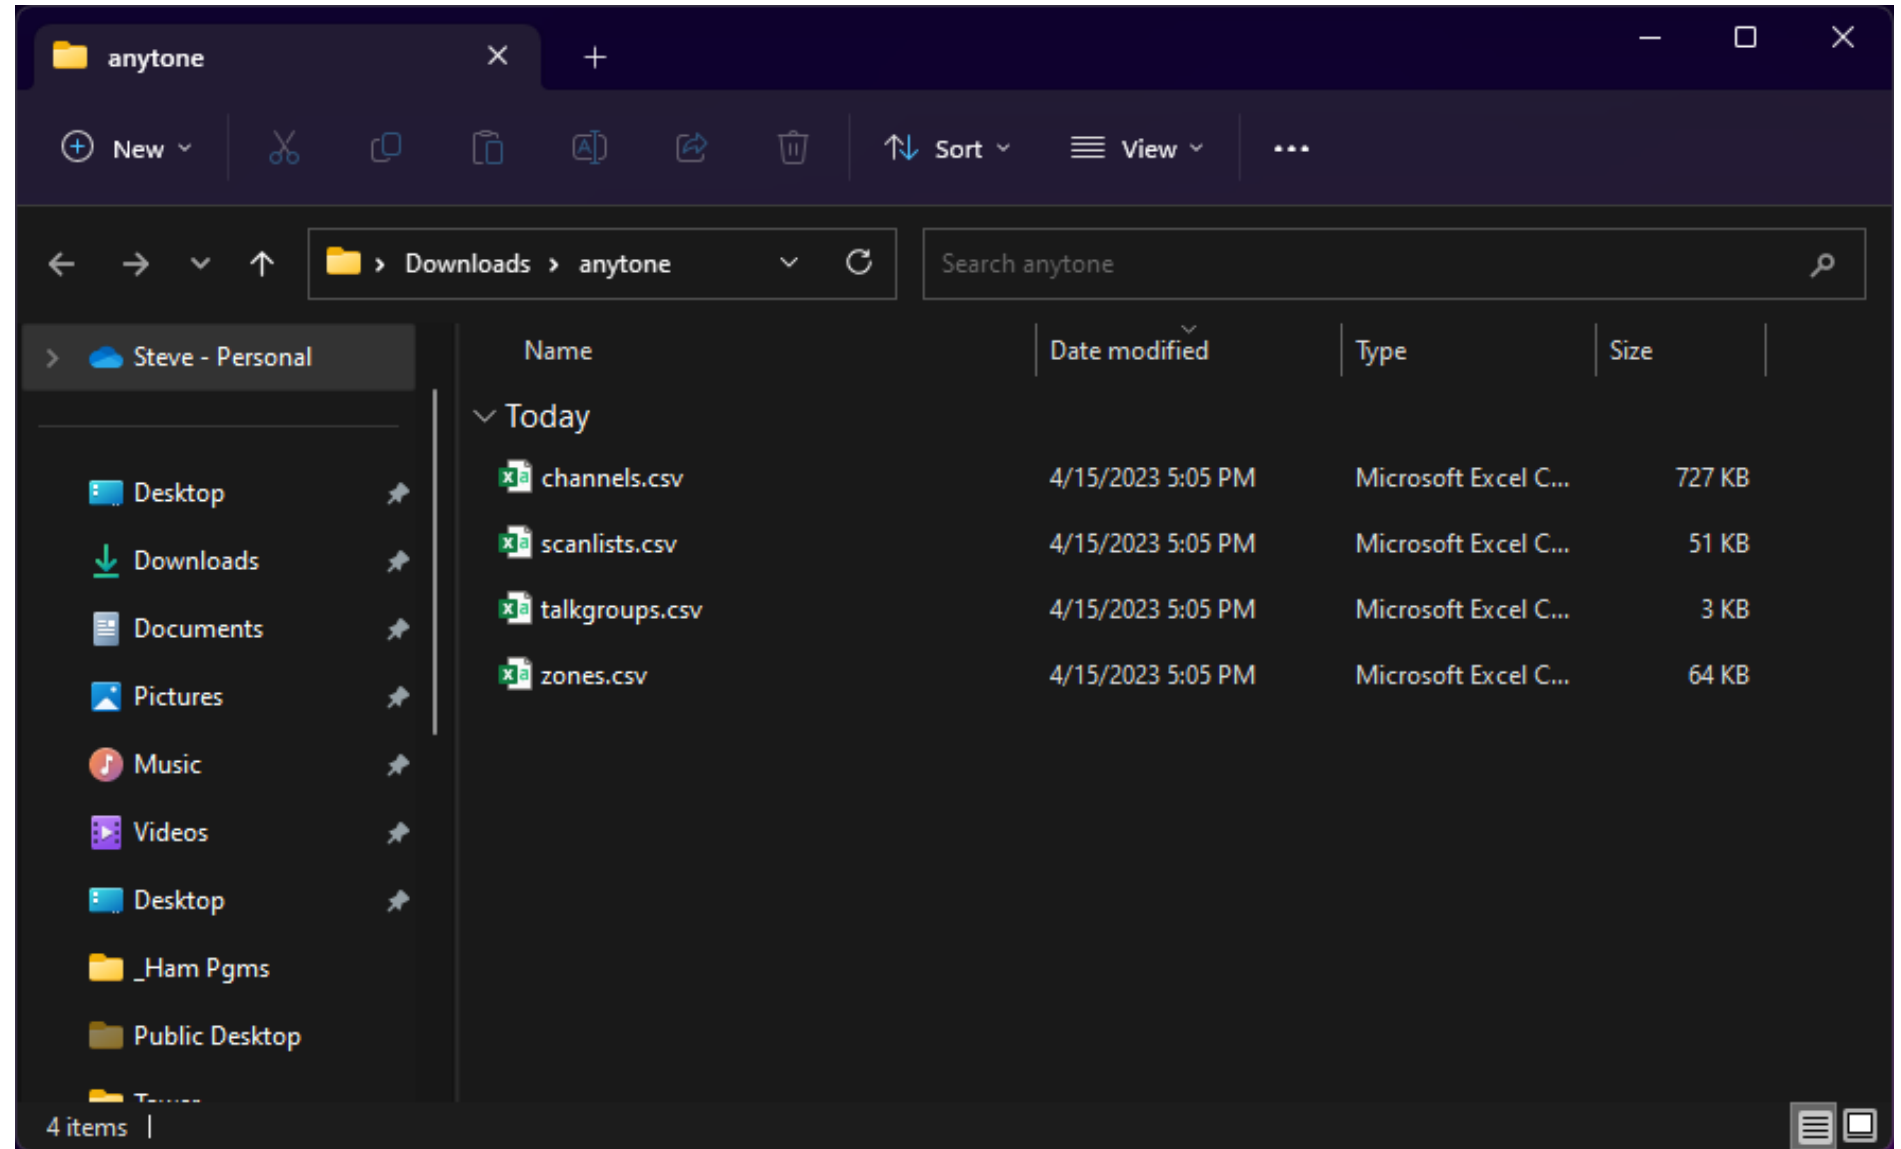 anytone
New
Sort
View
Downloads > anytone
Search anytone
Steve - Personal
Name
Date modified
Type
Size
Today
channels.csv 4/15/2023 5:05 PM Microsoft Excel C... 727 KB
scanlists.csv 4/15/2023 5:05 PM Microsoft Excel C... 51 KB
talkgroups.csv 4/15/2023 5:05 PM Microsoft Excel C... 3 KB
zones.csv 4/15/2023 5:05 PM Microsoft Excel C... 64 KB
Desktop
Downloads
Documents
Pictures
Music
Videos
Desktop
_Ham Pgms
Public Desktop
4 items